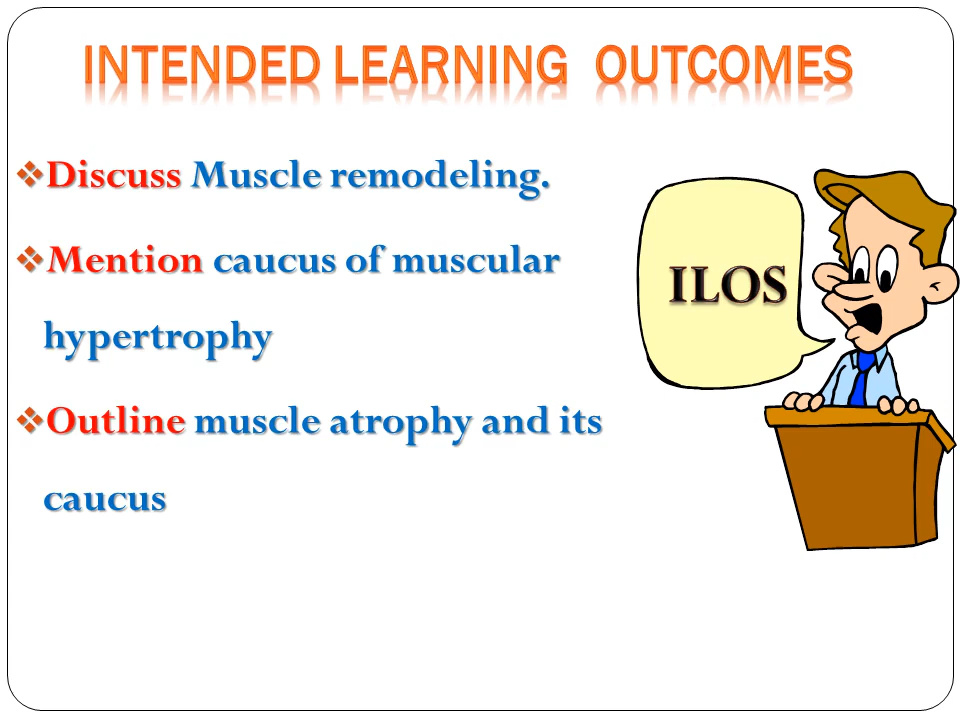 INTENDED LEARNING OUTCOMES
❖Discuss Muscle remodeling.
❖Mention caucus of muscular
hypertrophy
❖Outline muscle atrophy and its
caucus
ILOS